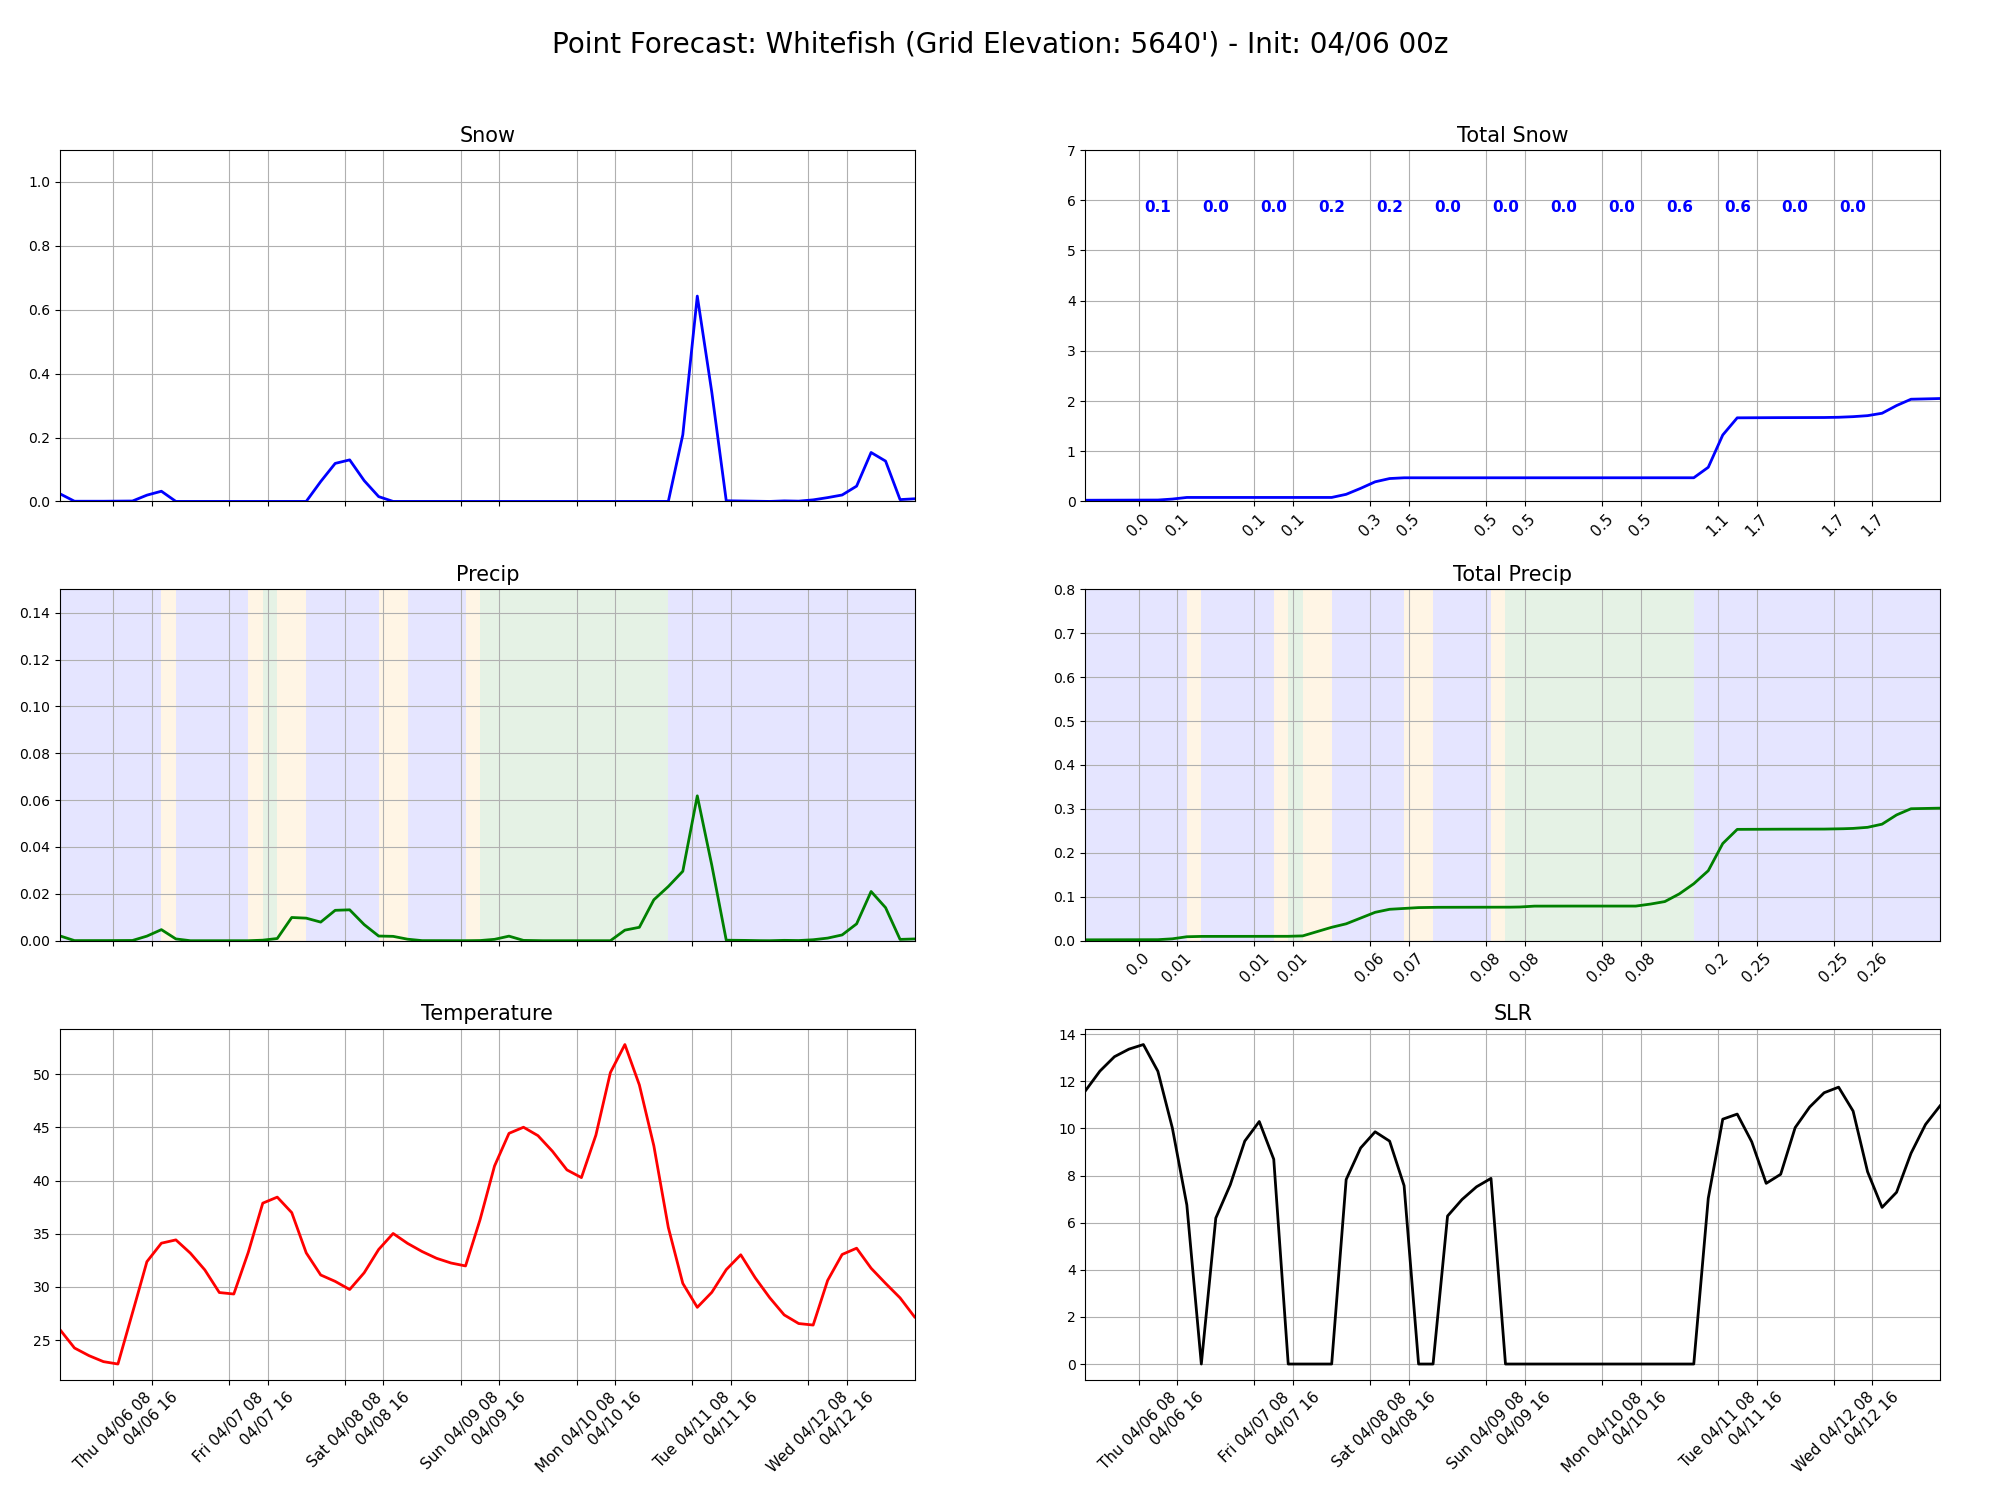 Point Forecast: Whitefish (Grid Elevation: 5640') - Init: 04/06 00z
Snow
1.0
0.8
0.6
0.4
0.2
0.0
Total Snow
7
6
5
4
3
2
1
0
0.1 0.0 0.0 0.2 0.2 0.0 0.0 0.0 0.0 0.6 0.6 0.0 0.0
0.0 0.1 0.1 0.1 0.3 0.5 0.5 0.5 0.5 0.5 1.1 1.7 1.7 1.7
Precip
0.14
0.12
0.10
0.08
0.06
0.04
0.02
0.00
Total Precip
0.8
0.7
0.6
0.5
0.4
0.3
0.2
0.1
0.0
0.0 0.01 0.01 0.01 0.06 0.07 0.08 0.08 0.08 0.08 0.2 0.25 0.25 0.26
Temperature
50
45
40
35
30
25
Thu 04/06 08
04/06 16
Fri 04/07 08
04/07 16
Sat 04/08 08
04/08 16
Sun 04/09 08
04/09 16
Mon 04/10 08
04/10 16
Tue 04/11 08
04/11 16
Wed 04/12 08
04/12 16
SLR
14
12
10
8
6
4
2
0
Thu 04/06 08
04/06 16
Fri 04/07 08
04/07 16
Sat 04/08 08
04/08 16
Sun 04/09 08
04/09 16
Mon 04/10 08
04/10 16
Tue 04/11 08
04/11 16
Wed 04/12 08
04/12 16